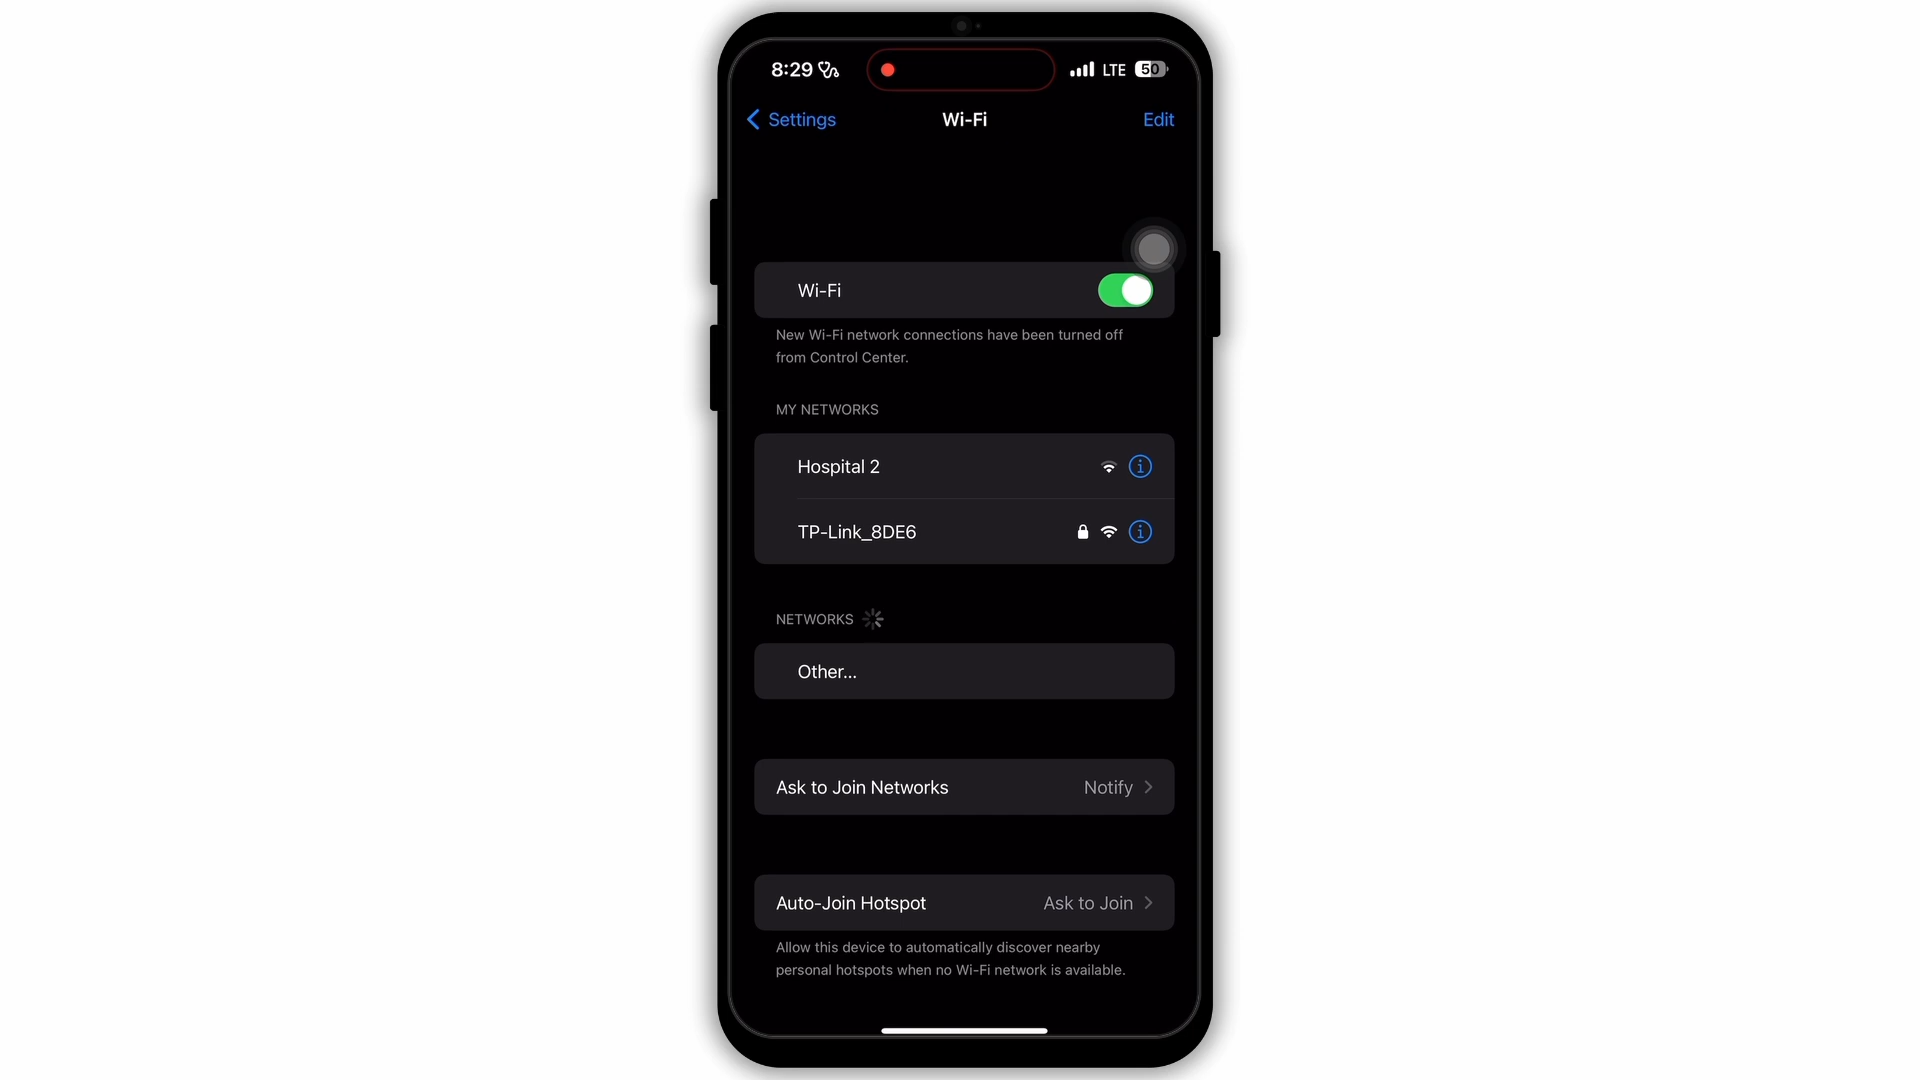 8:29 LTE 50
Settings Wi-Fi Edit
Wi-Fi
New Wi-Fi network connections have been turned off
from Control Center.
MY NETWORKS
Hospital 2
TP-Link_8DE6
NETWORKS
Other...
Ask to Join Networks Notify
Auto-Join Hotspot Ask to Join
Allow this device to automatically discover nearby
personal hotspots when no Wi-Fi network is available.